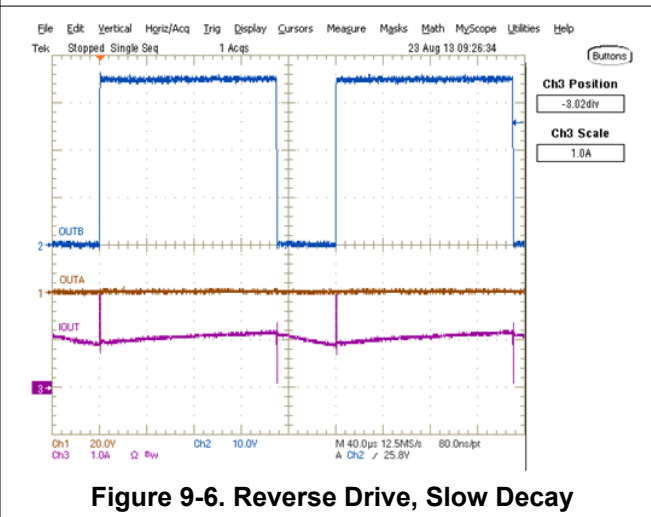 File Edit Vertical Horiz/Acq Trig Display Cursors Measure Masks Math MyScope Utilities Help
Tek Stopped Single Seq 1 Acqs 23 Aug 13 09:26:34
Buttons
Ch3 Position
-3.02div
Ch3 Scale
1.0A
OUTB
2
OUTA
1
IOUT
3
Ch1 20.0V Ch2 10.0V M 40.0µs 12.5MS/s 80.0ns/pt
Ch3 1.0A Ω Bw A Ch2 / 25.8V
Figure 9-6. Reverse Drive, Slow Decay